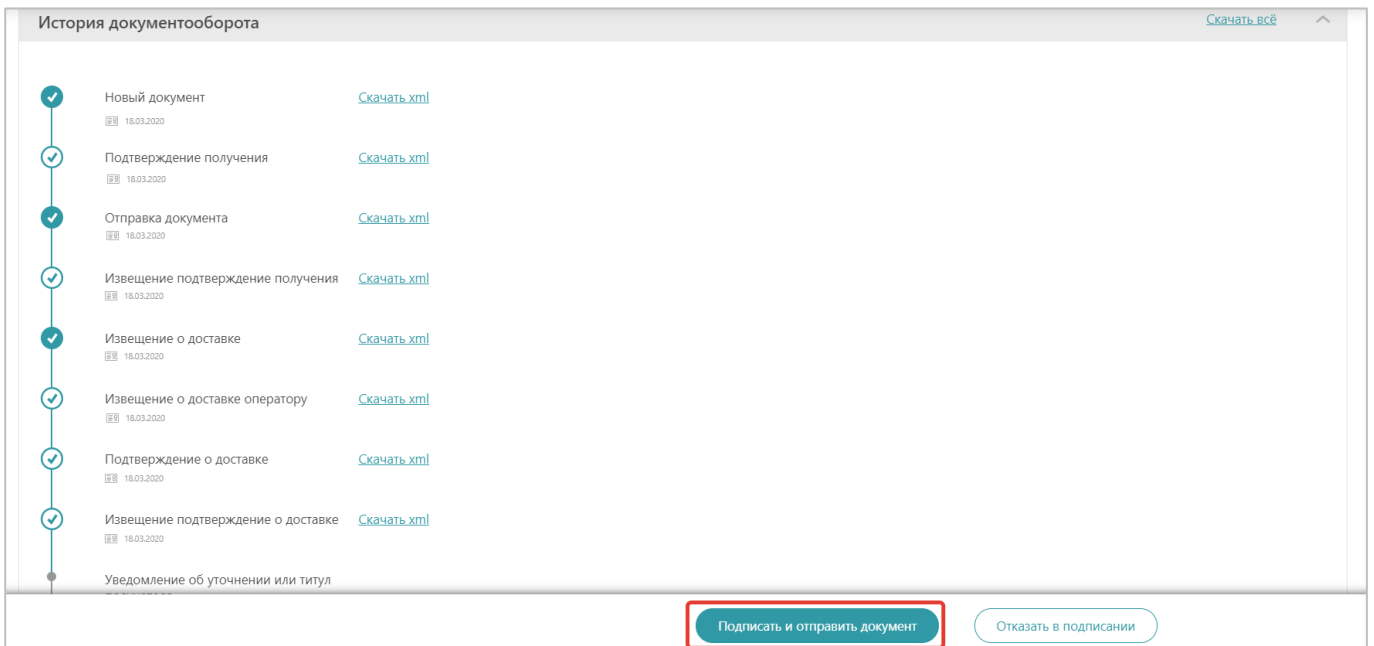 История документооборота
Скачать всё
Новый документ Скачать xml
18.03.2020
Подтверждение получения Скачать xml
18.03.2020
Отправка документа Скачать xml
18.03.2020
Извещение подтверждение получения Скачать xml
18.03.2020
Извещение о доставке Скачать xml
18.03.2020
Извещение о доставке оператору Скачать xml
18.03.2020
Подтверждение о доставке Скачать xml
18.03.2020
Извещение подтверждение о доставке Скачать xml
18.03.2020
Уведомление об уточнении или титул
Подписать и отправить документ
Отказать в подписании